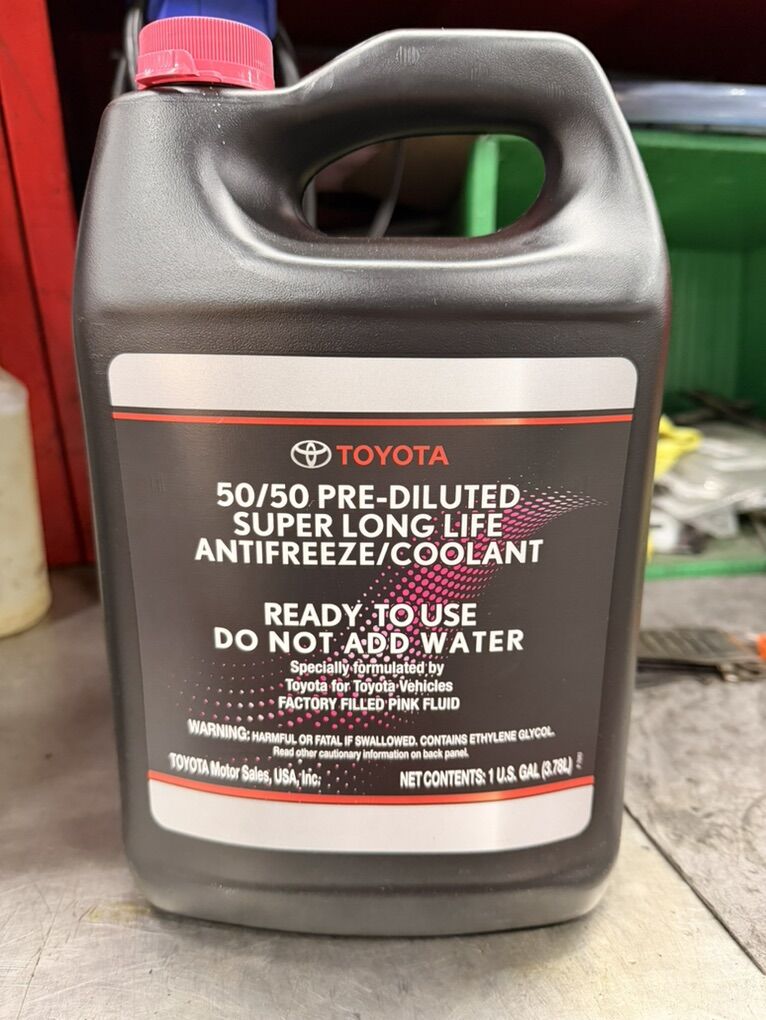 TOYOTA
50/50 PRE-DILUTED
SUPER LONG LIFE
ANTIFREEZE/COOLANT
READY TO USE
DO NOT ADD WATER
Specially formulated by
Toyota for Toyota Vehicles
FACTORY FILLED PINK FLUID
WARNING: HARMFUL OR FATAL IF SWALLOWED. CONTAINS ETHYLENE GLYCOL.
Read other cautionary information on back panel.
TOYOTA Motor Sales, USA, Inc. NET CONTENTS: 1 U.S. GAL (3.78L)